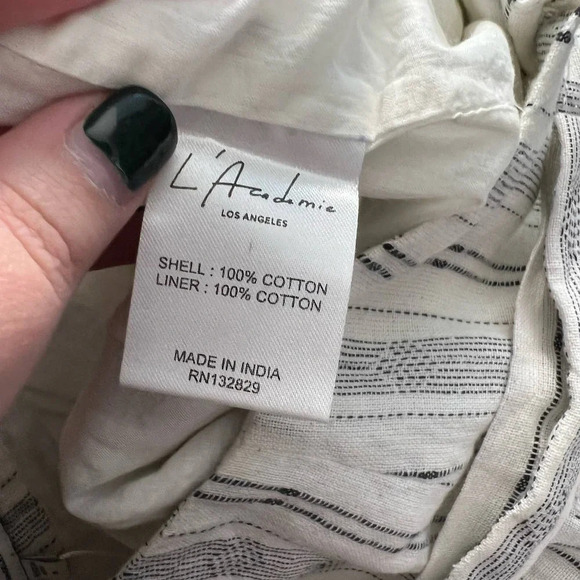 L'Academie
LOS ANGELES
SHELL : 100% COTTON
LINER : 100% COTTON
MADE IN INDIA
RN132829